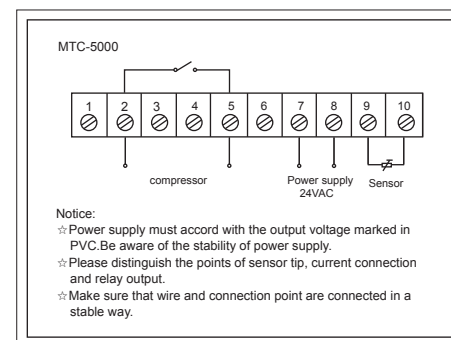 MTC-5000
1 2 3 4 5 6 7 8 9 10
compressor Power supply Sensor
24VAC
Notice:
☆Power supply must accord with the output voltage marked in
PVC.Be aware of the stability of power supply.
☆Please distinguish the points of sensor tip, current connection
and relay output.
☆Make sure that wire and connection point are connected in a
stable way.